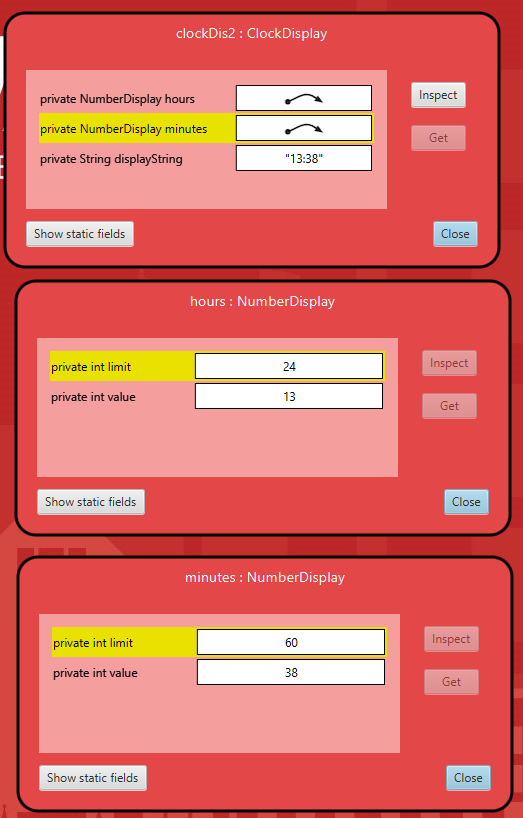 clockDis2 : ClockDisplay
private NumberDisplay hours
Inspect
private NumberDisplay minutes
Get
private String displayString "13:38"
Show static fields Close
hours : NumberDisplay
private int limit 24 Inspect
private int value 13 Get
Show static fields Close
minutes : NumberDisplay
private int limit 60 Inspect
private int value 38 Get
Show static fields Close